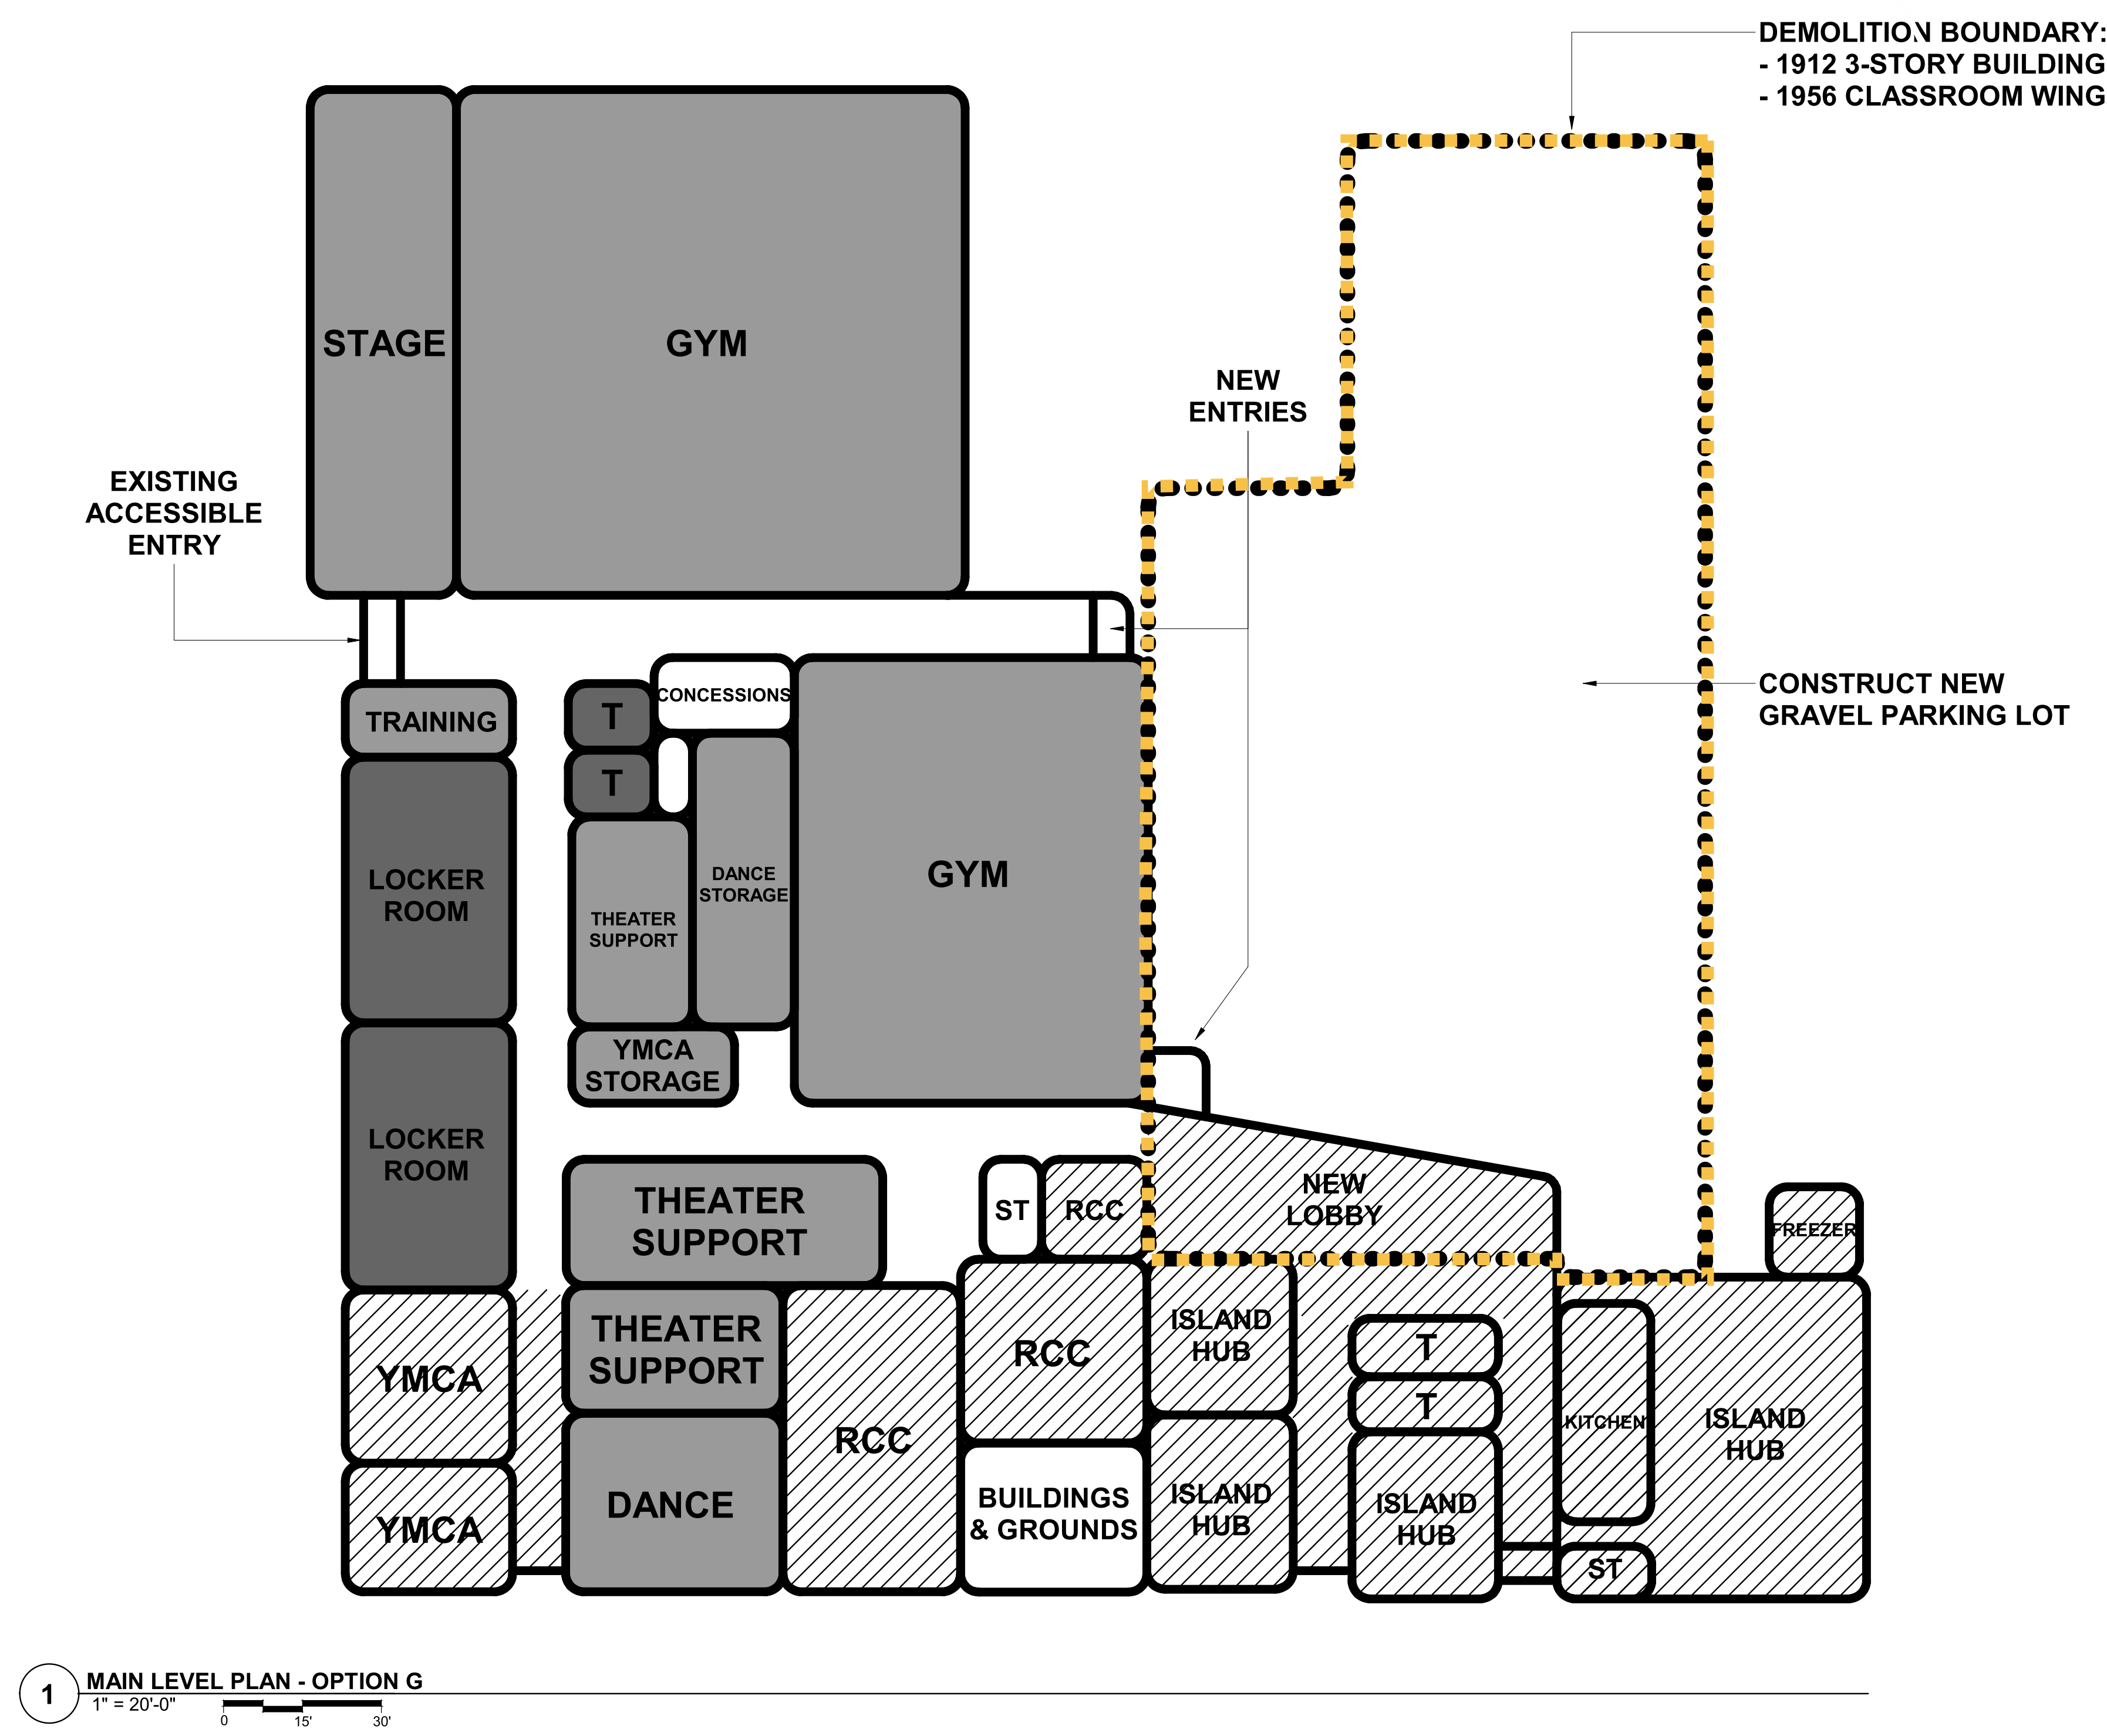 DEMOLITION BOUNDARY:
- 1912 3-STORY BUILDING
- 1956 CLASSROOM WING
STAGE
GYM
NEW
ENTRIES
EXISTING
ACCESSIBLE
ENTRY
CONCESSIONS
T
TRAINING
CONSTRUCT NEW
GRAVEL PARKING LOT
T
LOCKER
ROOM
THEATER
SUPPORT
DANCE
STORAGE
GYM
YMCA
STORAGE
LOCKER
ROOM
THEATER
SUPPORT
ST
RCC
NEW
LOBBY
FREEZER
THEATER
SUPPORT
RCC
ISLAND
HUB
T
YMCA
T
RCC
KITCHEN
ISLAND
HUB
DANCE
BUILDINGS
& GROUNDS
ISLAND
HUB
ISLAND
HUB
YMCA
ST
1
MAIN LEVEL PLAN - OPTION G
1" = 20'-0"
0 15' 30'